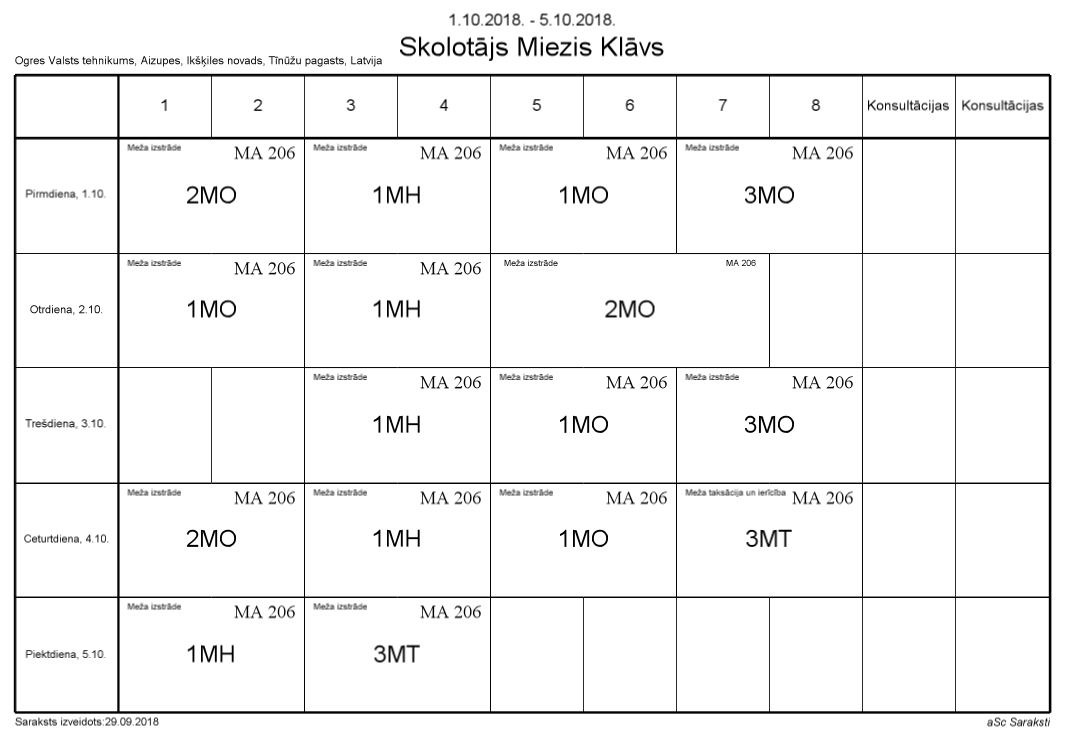 1.10.2018. - 5.10.2018.
Skolotājs Miezis Klāvs
Ogres Valsts tehnikums, Aizupes, Ikšķiles novads, Tīnūžu pagasts, Latvija
1 2 3 4 5 6 7 8 Konsultācijas Konsultācijas
Meža izstrāde MA 206 Meža izstrāde MA 206 Meža izstrāde MA 206 Meža izstrāde MA 206
Pirmdiena, 1.10. 2MO 1MH 1MO 3MO
Meža izstrāde MA 206 Meža izstrāde MA 206 Meža izstrāde MA 206
Otrdiena, 2.10. 1MO 1MH 2MO
Meža izstrāde MA 206 Meža izstrāde MA 206 Meža izstrāde MA 206
Trešdiena, 3.10. 1MH 1MO 3MO
Meža izstrāde MA 206 Meža izstrāde MA 206 Meža izstrāde MA 206 Meža taksācija un ierīcība MA 206
Ceturtdiena, 4.10. 2MO 1MH 1MO 3MT
Meža izstrāde MA 206 Meža izstrāde MA 206
Piektdiena, 5.10. 1MH 3MT
Saraksts izveidots:29.09.2018 aSc Saraksti